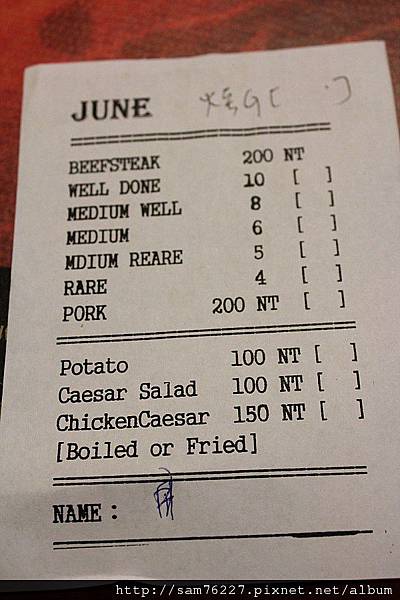 JUNE [ ]
BEEFSTEAK 200 NT
WELL DONE 10 [ ]
MEDIUM WELL 8 [ ]
MEDIUM 6 [ ]
MDIUM REARE 5 [ ]
RARE 4 [ ]
PORK 200 NT [ ]
Potato 100 NT [ ]
Caesar Salad 100 NT [ ]
ChickenCaesar 150 NT [ ]
[Boiled or Fried]
NAME :
http://sam76227.pixnet.net/album